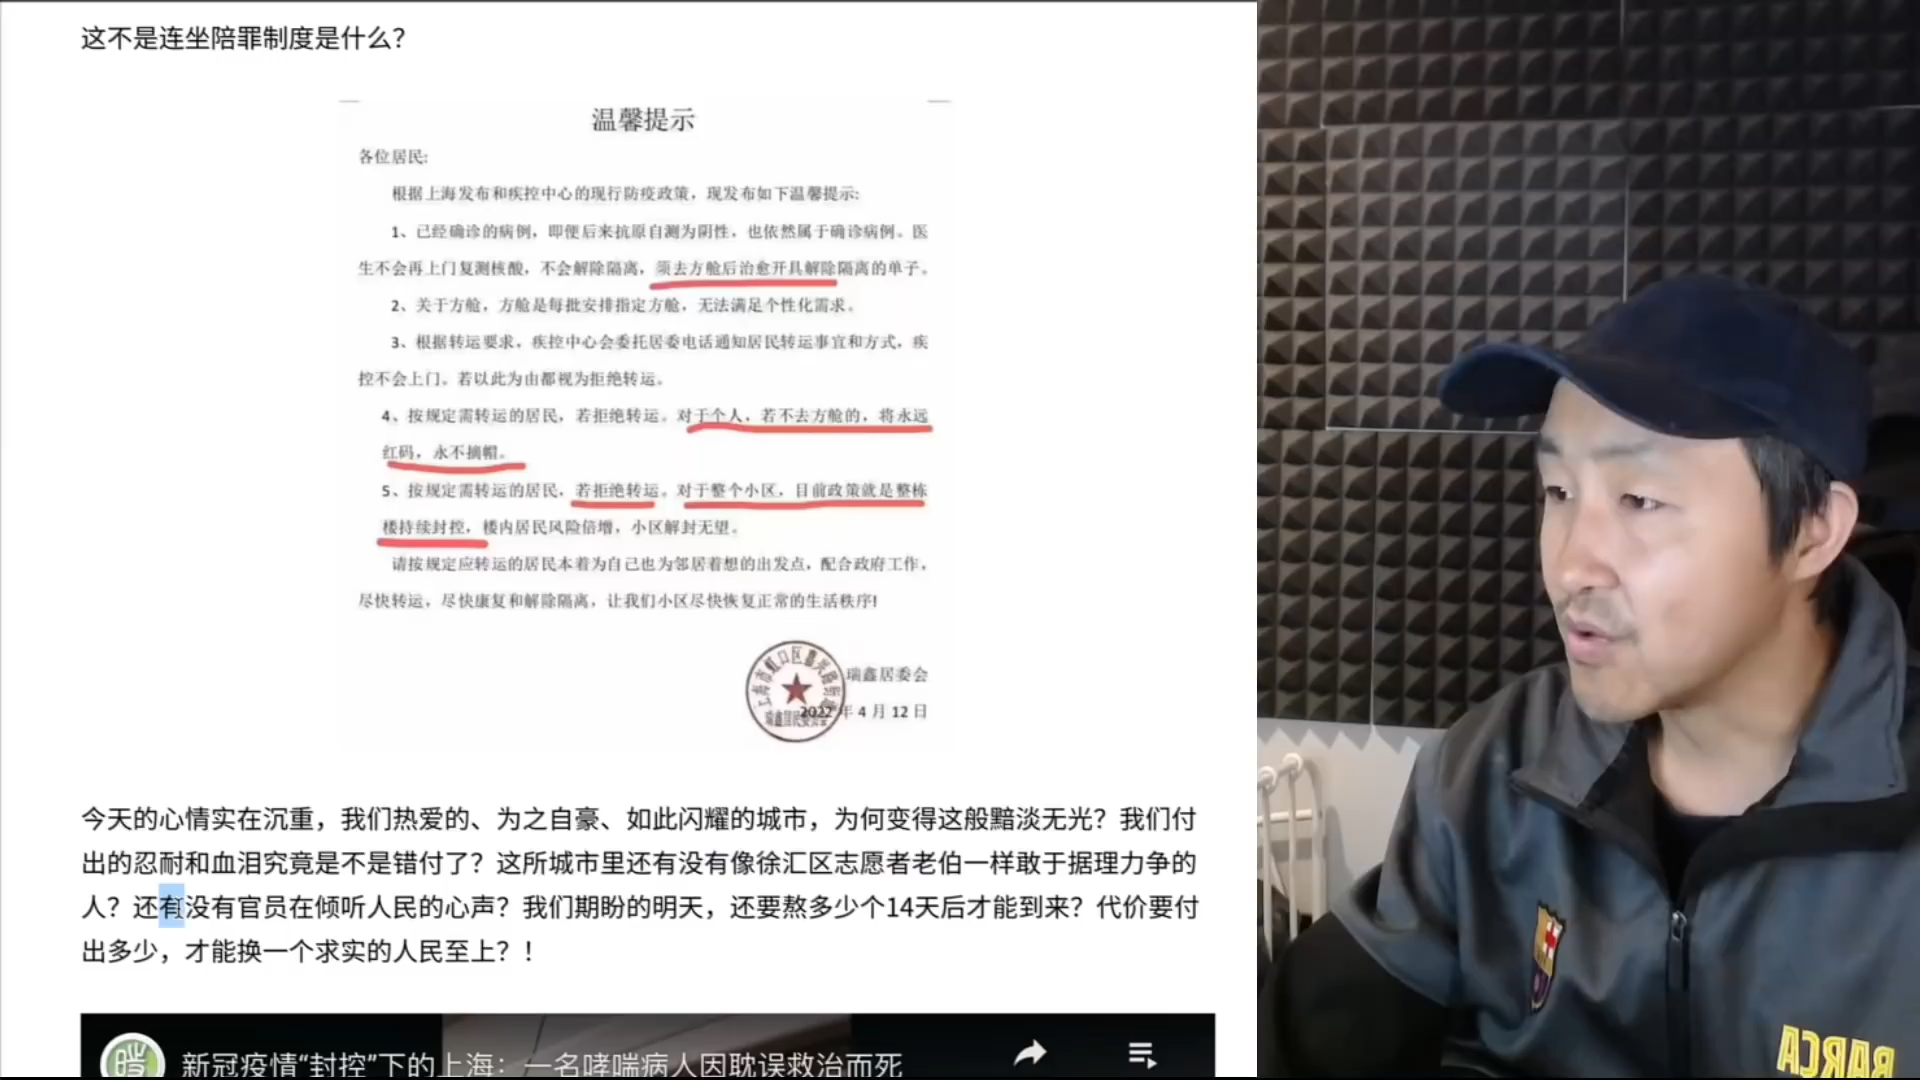 这不是连坐陪罪制度是什么？
温馨提示
各位居民:
根据上海发布和疾控中心的现行防疫政策，现发布如下温馨提示:
1、已经确诊的病例，即便后来抗原自测为阴性，也依然属于确诊病例。医
生不会再上门复测核酸，不会解除隔离，须去方舱后治愈开具解除隔离的单子。
2、关于方舱，方舱是每批安排指定方舱，无法满足个性化需求。
3、根据转运要求，疾控中心会委托居委电话通知居民转运事宜和方式，疾
控不会上门。若以此为由都视为拒绝转运。
4、按规定需转运的居民，若拒绝转运。对于个人，若不去方舱的，将永远
红码，永不摘帽。
5、按规定需转运的居民，若拒绝转运。对于整个小区，目前政策就是整栋
楼持续封控，楼内居民风险倍增，小区解封无望。
请按规定应转运的居民本着为自己也为邻居着想的出发点，配合政府工作，
尽快转运，尽快康复和解除隔离，让我们小区尽快恢复正常的生活秩序!
瑞鑫居委会
2022年4月12日
今天的心情实在沉重，我们热爱的、为之自豪、如此闪耀的城市，为何变得这般黯淡无光？我们付
出的忍耐和血泪究竟是不是错付了？这所城市里还有没有像徐汇区志愿者老伯一样敢于据理力争的
人？还有没有官员在倾听人民的心声？我们期盼的明天，还要熬多少个14天后才能到来？代价要付
出多少，才能换一个求实的人民至上？！
新冠疫情“封控”下的上海：一名哮喘病人因耽误救治而死
BARCA